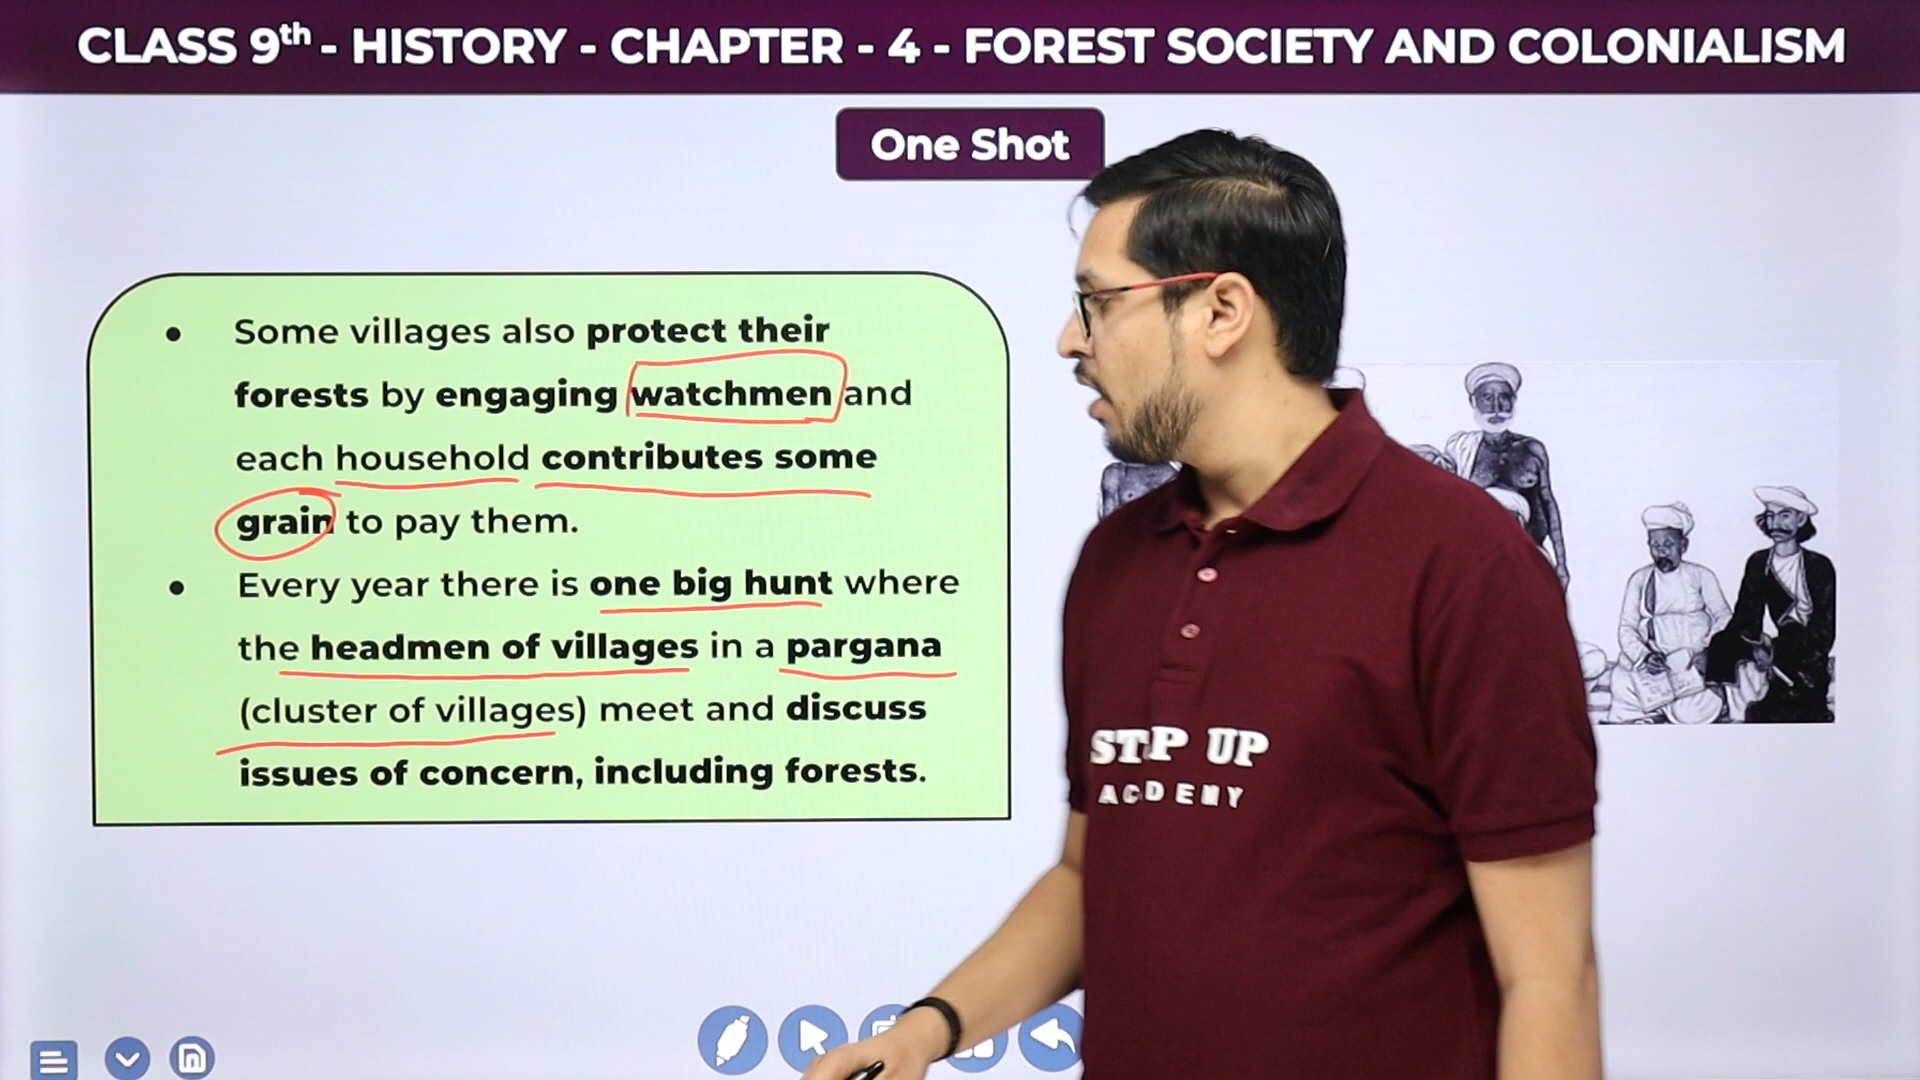 CLASS 9th - HISTORY - CHAPTER - 4 - FOREST SOCIETY AND COLONIALISM
One Shot
• Some villages also protect their
forests by engaging watchmen and
each household contributes some
grain to pay them.
• Every year there is one big hunt where
the headmen of villages in a pargana
(cluster of villages) meet and discuss
issues of concern, including forests.
STEP UP
ACDEMY